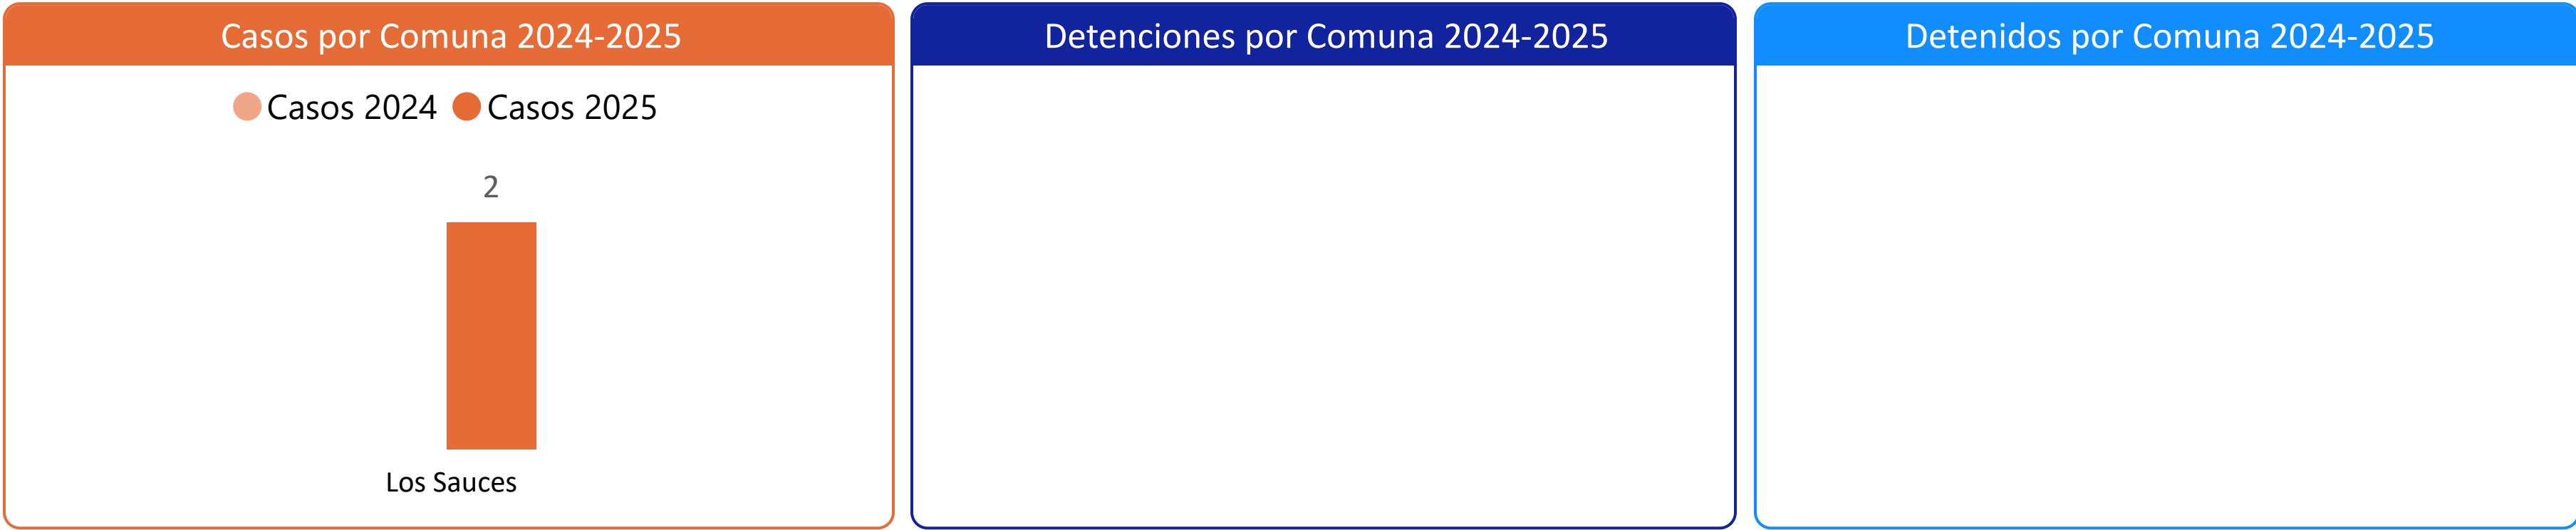 Casos por Comuna 2024-2025
Casos 2024 Casos 2025
2
Los Sauces
Detenciones por Comuna 2024-2025
Detenidos por Comuna 2024-2025